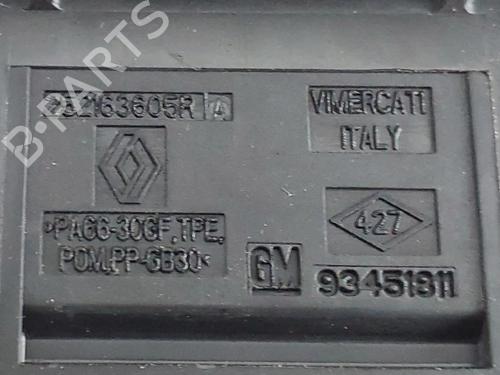 252163605R A
VIMERCATI
ITALY
>PA66-30GF,TPE,
POM,PP-GB30<
427
GM
93451811
B-PARTS